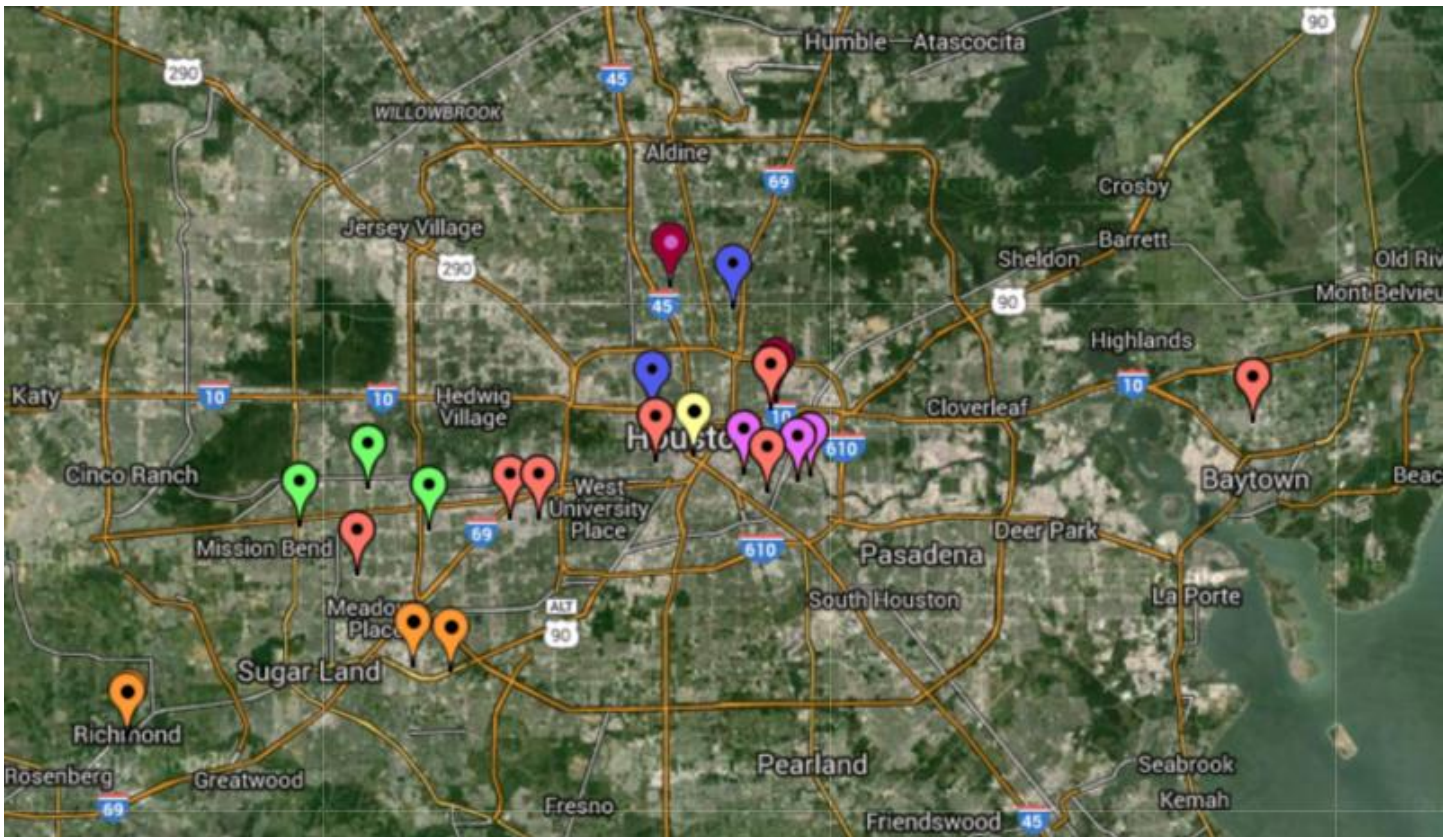 90
Humble
Atascocita
290
45
WILLOWBROOK
Aldine
69
Crosby
Jersey Village
Barrett
Sheldon
Old Riv
290
Mont Belvieu
45
90
Highlands
Katy
10
10
Hedwig
Village
10
Cloverleaf
10
Housto
610
Cinco Ranch
West
University
Place
Baytown
Beac
69
Mission Bend
610
Deer Park
Pasadena
Meadow
Place
ALT
90
South Houston
La Porte
Sugar Land
Richmond
Rosenberg
Greatwood
Pearland
Seabrook
69
Fresno
Kemah
Friendswood
45